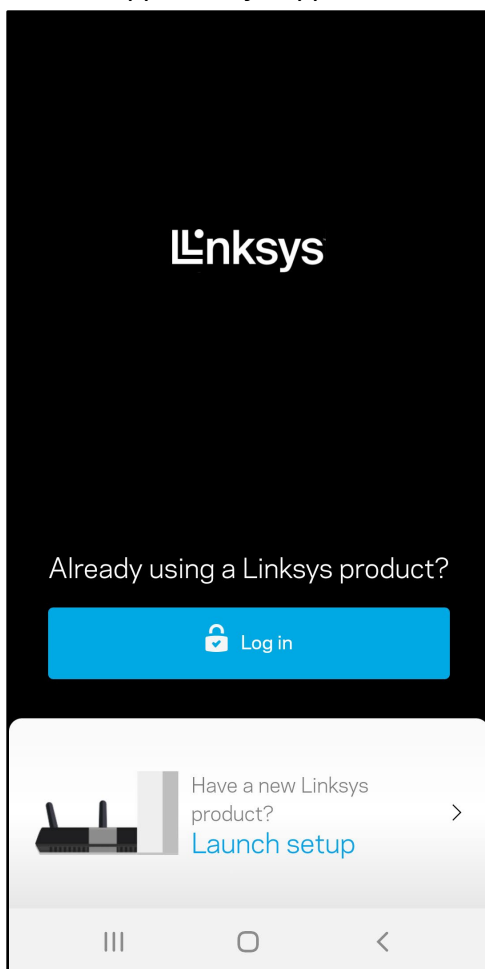 Linksys
Already using a Linksys product?
Log in
Have a new Linksys
product?
Launch setup